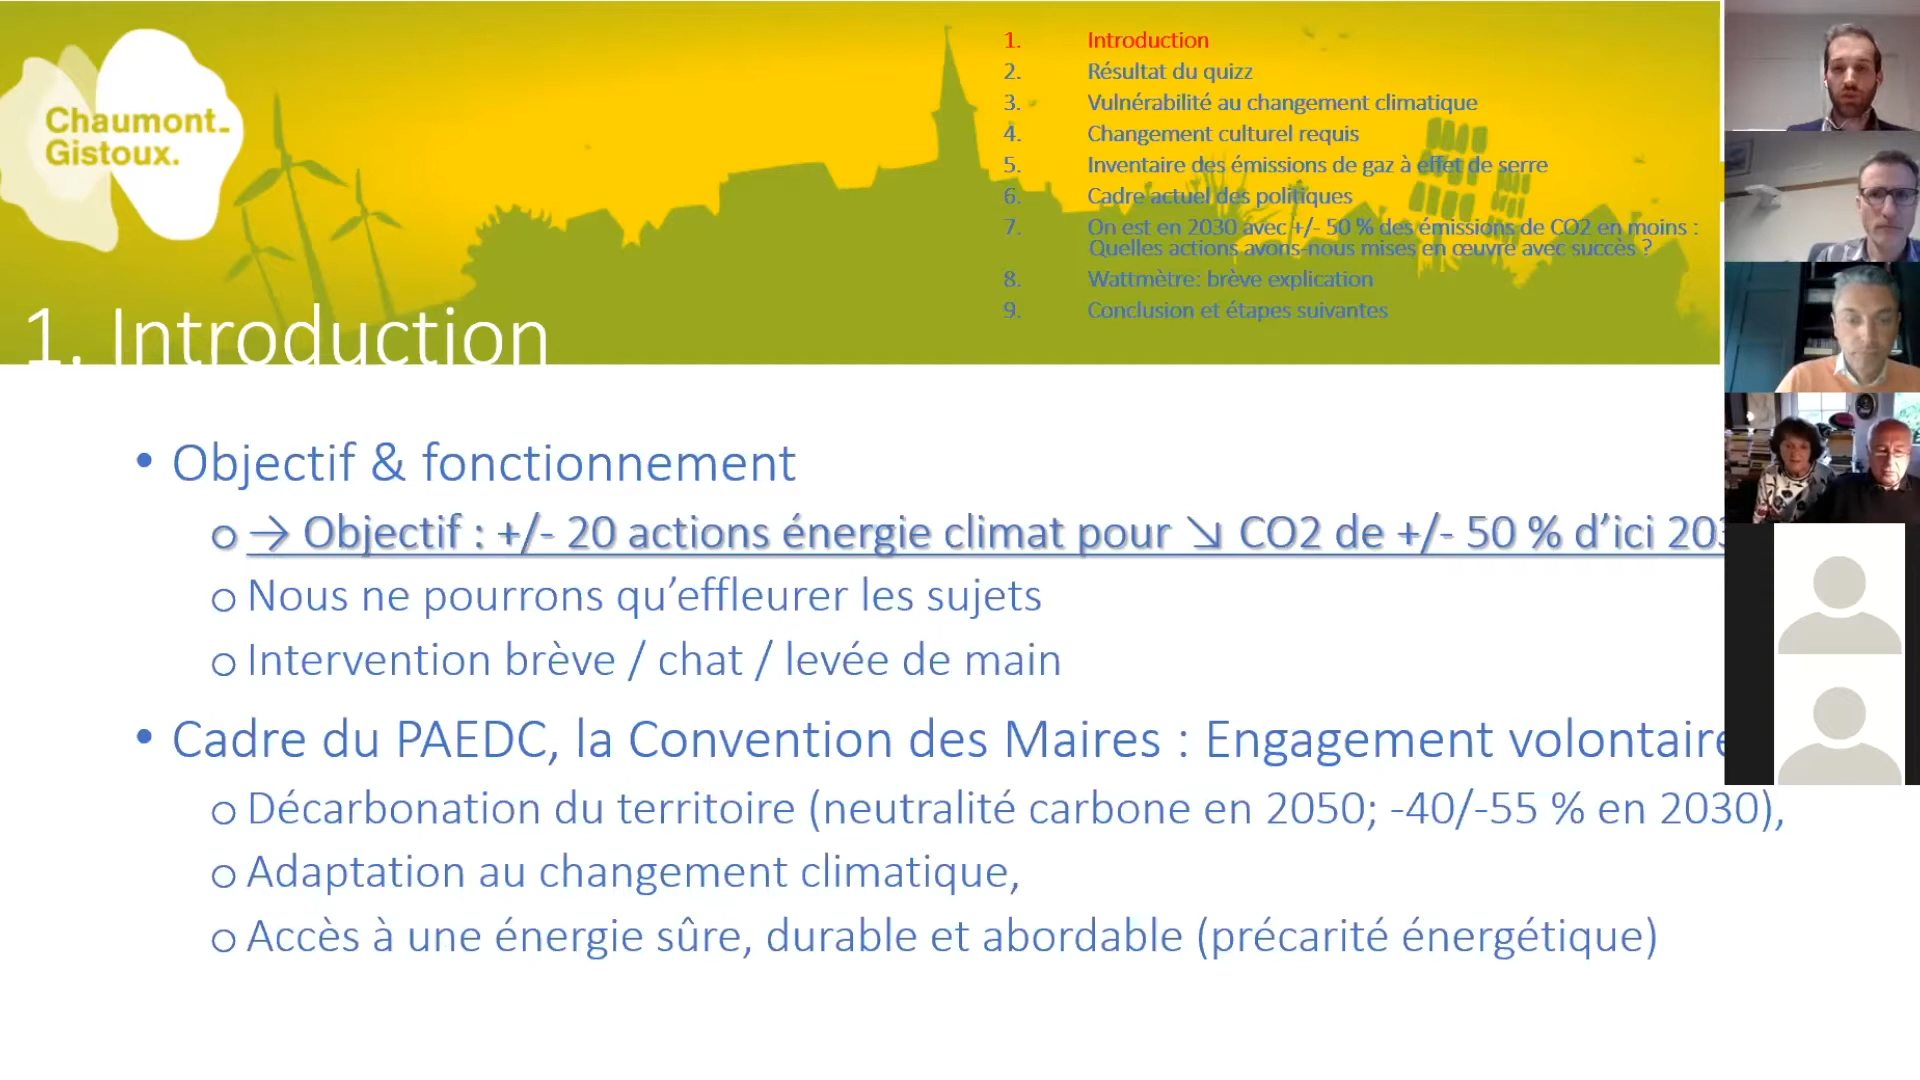 Chaumont-
Gistoux.
1. Introduction
2. Résultat du quizz
3. Vulnérabilité au changement climatique
4. Changement culturel requis
5. Inventaire des émissions de gaz à effet de serre
6. Cadre actuel des politiques
7. On est en 2030 avec +/- 50 % des émissions de CO2 en moins :
Quelles actions avons-nous mises en œuvre avec succès ?
8. Wattmètre: brève explication
9. Conclusion et étapes suivantes
1. Introduction
• Objectif & fonctionnement
o → Objectif : +/- 20 actions énergie climat pour ↘ CO2 de +/- 50 % d’ici
o Nous ne pourrons qu’effleurer les sujets
o Intervention brève / chat / levée de main
• Cadre du PAEDC, la Convention des Maires : Engagement volontaire
o Décarbonation du territoire (neutralité carbone en 2050; -40/-55 % en 2030),
o Adaptation au changement climatique,
o Accès à une énergie sûre, durable et abordable (précarité énergétique)